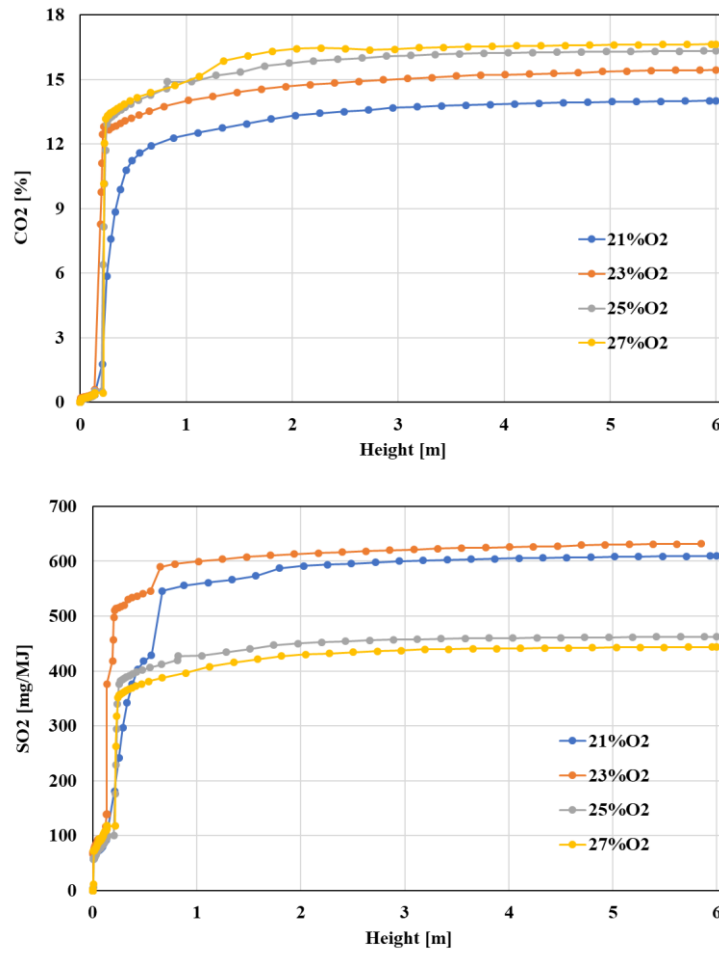 18
15
12
9
6
3
0
CO2 [%]
21%O2
23%O2
25%O2
27%O2
0 1 2 3 4 5 6
Height [m]
700
600
500
400
300
200
100
0
SO2 [mg/MJ]
21%O2
23%O2
25%O2
27%O2
0 1 2 3 4 5 6
Height [m]